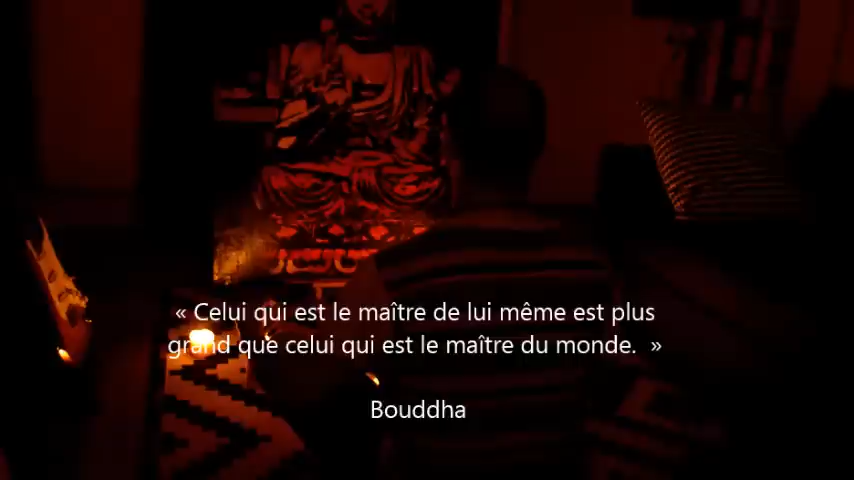 « Celui qui est le maître de lui même est plus
grand que celui qui est le maître du monde. »
Bouddha